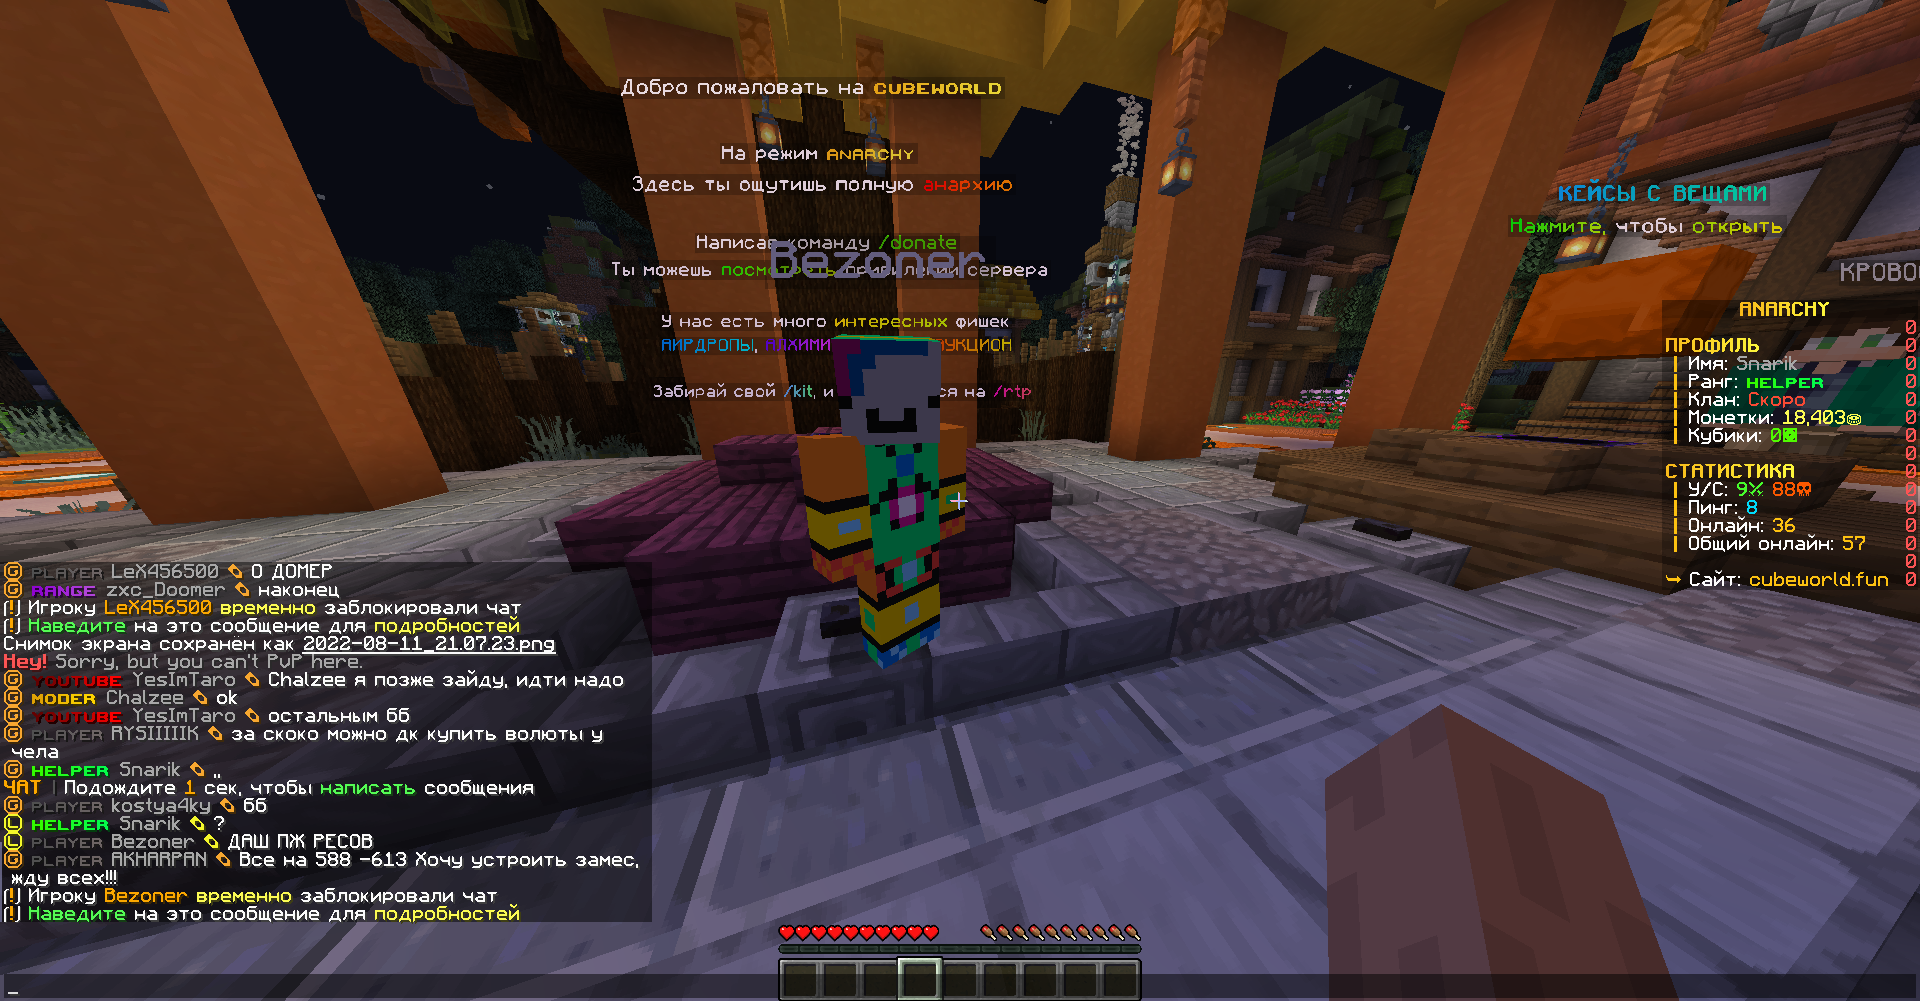 Добро пожаловать на CUBEWORLD
На режим ANARCHY
Здесь ты ощутишь полную анархию
Написав команду /donate
Bezoner
Ты можешь посмотреть привилегии сервера
У нас есть много интересных фишек
АИРДРОПЫ,
Забирай свой /kit, и ся на /rtp
КЕЙСЫ С ВЕЩАМИ
Нажмите, чтобы открыть
ANARCHY
ПРОФИЛЬ
Имя: Snarik
Ранг: HELPER
Клан: Скоро
Монетки: 18,403
Кубики: 0
СТАТИСТИКА
У/С: 9 88
Пинг: 8
Онлайн: 36
Общий онлайн: 57
Сайт: cubeworld.fun
G PLAYER LeX456500 О ДОМЕР
G RANGE zxc_Doomer наконец
[!] Игроку LeX456500 временно заблокировали чат
[!] Наведите на это сообщение для подробностей
Снимок экрана сохранён как 2022-08-11_21.07.23.png
Hey! Sorry, but you can't PvP here.
G YOUTUBE YesImTaro Chalzee я позже зайду, идти надо
G MODER Chalzee ok
G YOUTUBE YesImTaro остальным бб
G PLAYER RYSIIIIK за скоко можно дк купить волюты у
чела
G HELPER Snarik ,,
ЧАТ | Подождите 1 сек, чтобы написать сообщения
G PLAYER kostya4ky бб
L HELPER Snarik ?
L PLAYER Bezoner ДАШ ПЖ РЕСОВ
G PLAYER AKHARPAN Все на 588 -613 Хочу устроить замес,
жду всех!!!
[!] Игроку Bezoner временно заблокировали чат
[!] Наведите на это сообщение для подробностей
_